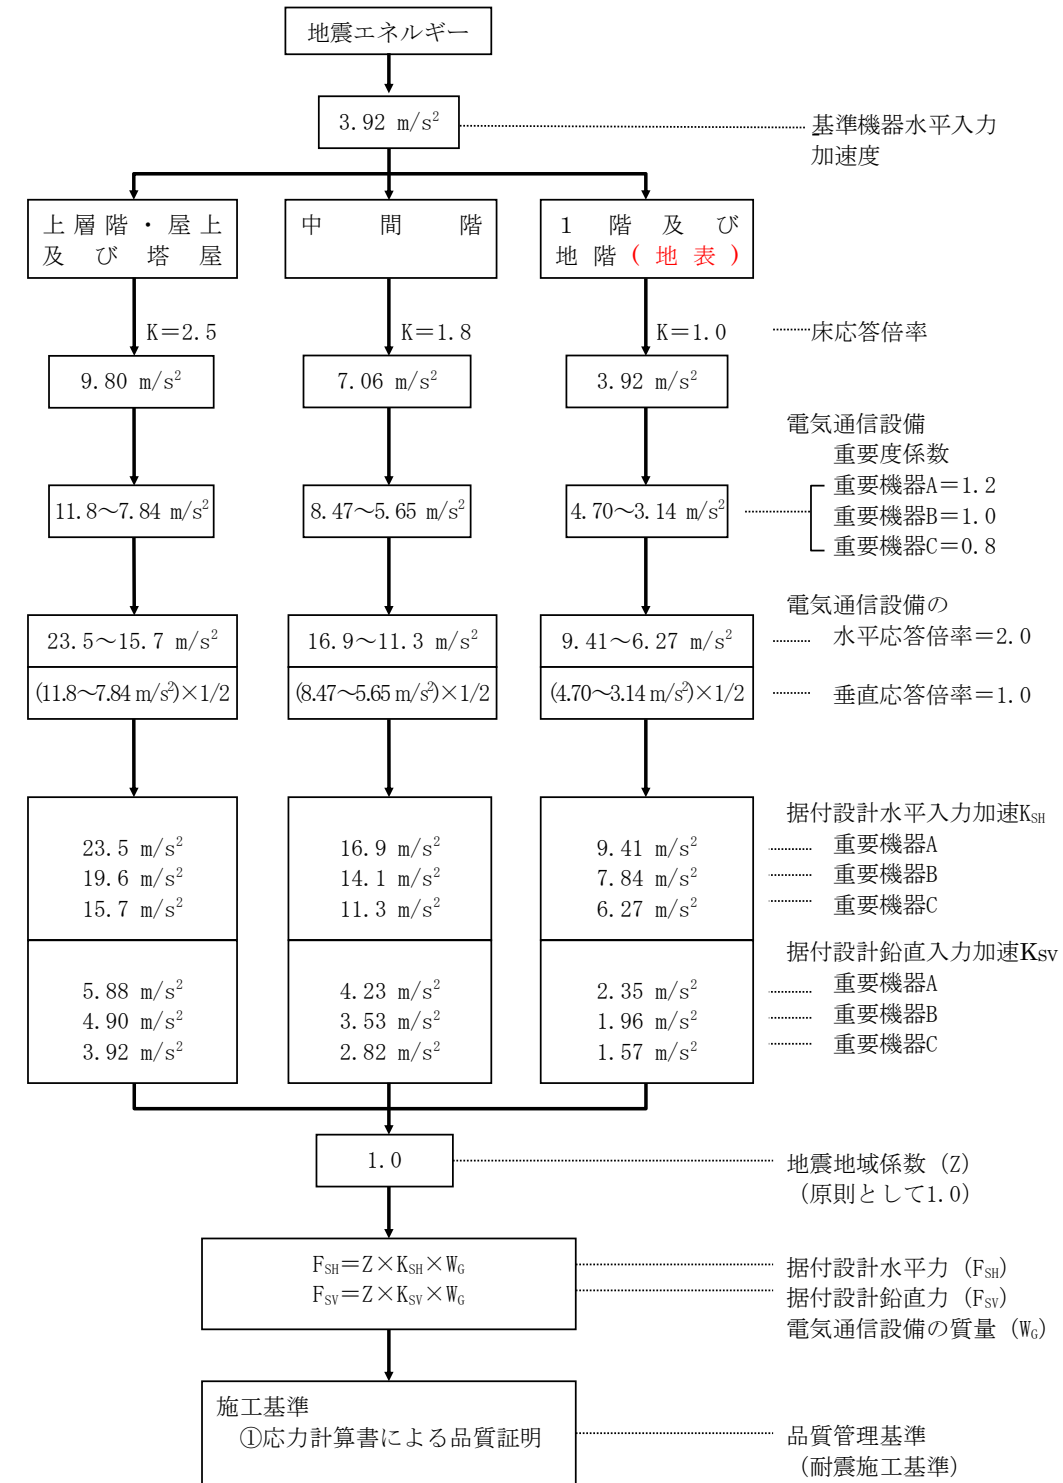 地震エネルギー
3.92 m/s²
基準機器水平入力
加速度
上層階・屋上
及び塔屋
中間階
1階及び
地階(地表)
K＝2.5
K＝1.8
K＝1.0
床応答倍率
9.80 m/s²
7.06 m/s²
3.92 m/s²
電気通信設備
重要度係数
重要機器A＝1.2
重要機器B＝1.0
重要機器C＝0.8
11.8～7.84 m/s²
8.47～5.65 m/s²
4.70～3.14 m/s²
電気通信設備の
水平応答倍率＝2.0
23.5～15.7 m/s²
16.9～11.3 m/s²
9.41～6.27 m/s²
(11.8～7.84 m/s²)×1/2
(8.47～5.65 m/s²)×1/2
(4.70～3.14 m/s²)×1/2
垂直応答倍率＝1.0
据付設計水平入力加速K_SH
23.5 m/s²
16.9 m/s²
9.41 m/s²
重要機器A
19.6 m/s²
14.1 m/s²
7.84 m/s²
重要機器B
15.7 m/s²
11.3 m/s²
6.27 m/s²
重要機器C
据付設計鉛直入力加速K_SV
5.88 m/s²
4.23 m/s²
2.35 m/s²
重要機器A
4.90 m/s²
3.53 m/s²
1.96 m/s²
重要機器B
3.92 m/s²
2.82 m/s²
1.57 m/s²
重要機器C
1.0
地震地域係数（Z）
（原則として1.0）
F_SH＝Z×K_SH×W_G
F_SV＝Z×K_SV×W_G
据付設計水平力（F_SH）
据付設計鉛直力（F_SV）
電気通信設備の質量（W_G）
施工基準
①応力計算書による品質証明
品質管理基準
（耐震施工基準）